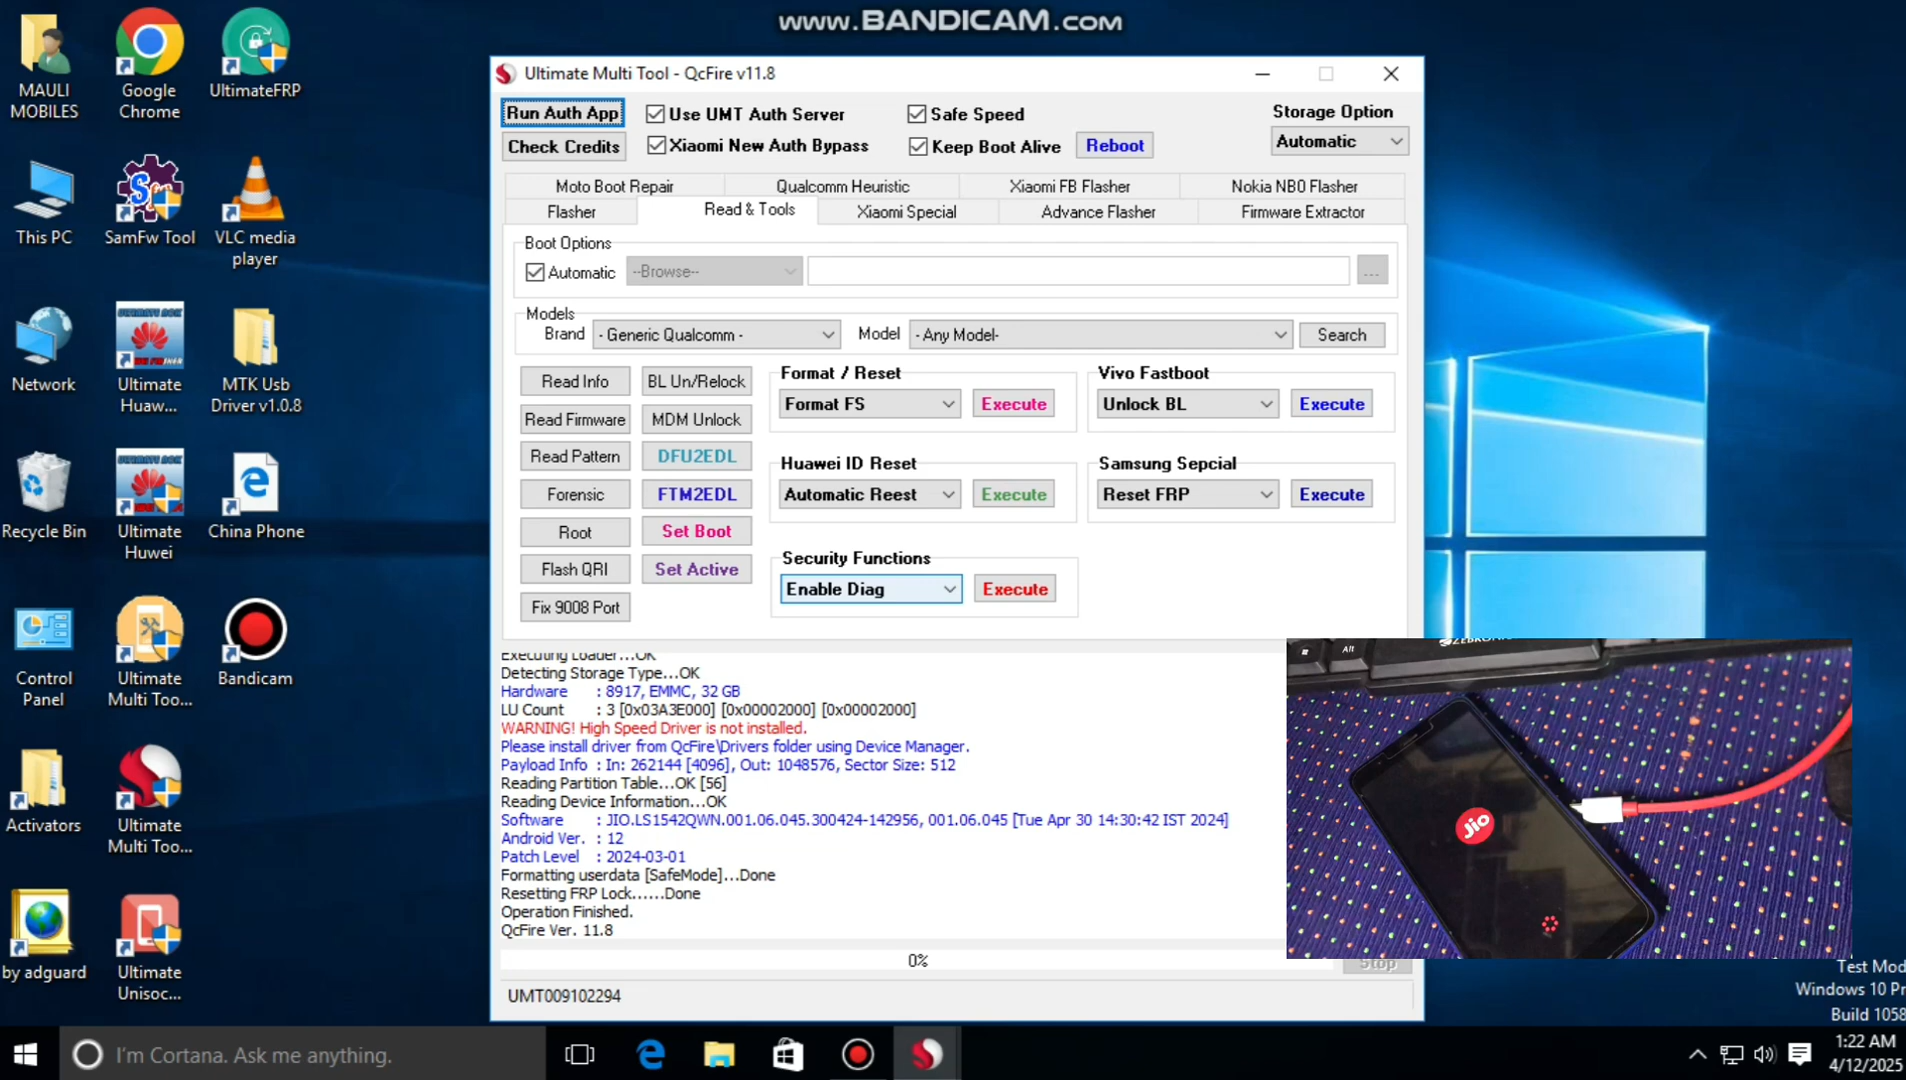 www.BANDICAM.com
MAULI MOBILES
Google Chrome
UltimateFRP
This PC
SamFw Tool
VLC media player
Network
Ultimate Huaw...
MTK Usb Driver v1.0.8
Recycle Bin
Ultimate Huwei
China Phone
Control Panel
Ultimate Multi Too...
Bandicam
Activators
Ultimate Multi Too...
by adguard
Ultimate Unisoc...
Ultimate Multi Tool - QcFire v11.8
Run Auth App
Use UMT Auth Server
Safe Speed
Storage Option
Check Credits
Xiaomi New Auth Bypass
Keep Boot Alive
Reboot
Automatic
Moto Boot Repair
Qualcomm Heuristic
Xiaomi FB Flasher
Nokia NB0 Flasher
Flasher
Read & Tools
Xiaomi Special
Advance Flasher
Firmware Extractor
Boot Options
Automatic
--Browse--
...
Models
Brand
- Generic Qualcomm -
Model
- Any Model-
Search
Read Info
BL Un/Relock
Read Firmware
MDM Unlock
Read Pattern
DFU2EDL
Forensic
FTM2EDL
Root
Set Boot
Flash QRI
Set Active
Fix 9008 Port
Format / Reset
Format FS
Execute
Vivo Fastboot
Unlock BL
Execute
Huawei ID Reset
Automatic Reest
Execute
Samsung Sepcial
Reset FRP
Execute
Security Functions
Enable Diag
Execute
Executing Loader...OK
Detecting Storage Type...OK
Hardware : 8917, EMMC, 32 GB
LU Count : 3 [0x03A3E000] [0x00002000] [0x00002000]
WARNING! High Speed Driver is not installed.
Please install driver from QcFire\Drivers folder using Device Manager.
Payload Info : In: 262144 [4096], Out: 1048576, Sector Size: 512
Reading Partition Table...OK [56]
Reading Device Information...OK
Software : JIO.LS1542QWN.001.06.045.300424-142956, 001.06.045 [Tue Apr 30 14:30:42 IST 2024]
Android Ver. : 12
Patch Level : 2024-03-01
Formatting userdata [SafeMode]...Done
Resetting FRP Lock......Done
Operation Finished.
QcFire Ver. 11.8
0%
Stop
UMT009102294
Alt
Jio
Test Mod
Windows 10 Pr
Build 1058
I'm Cortana. Ask me anything.
1:22 AM
4/12/2025